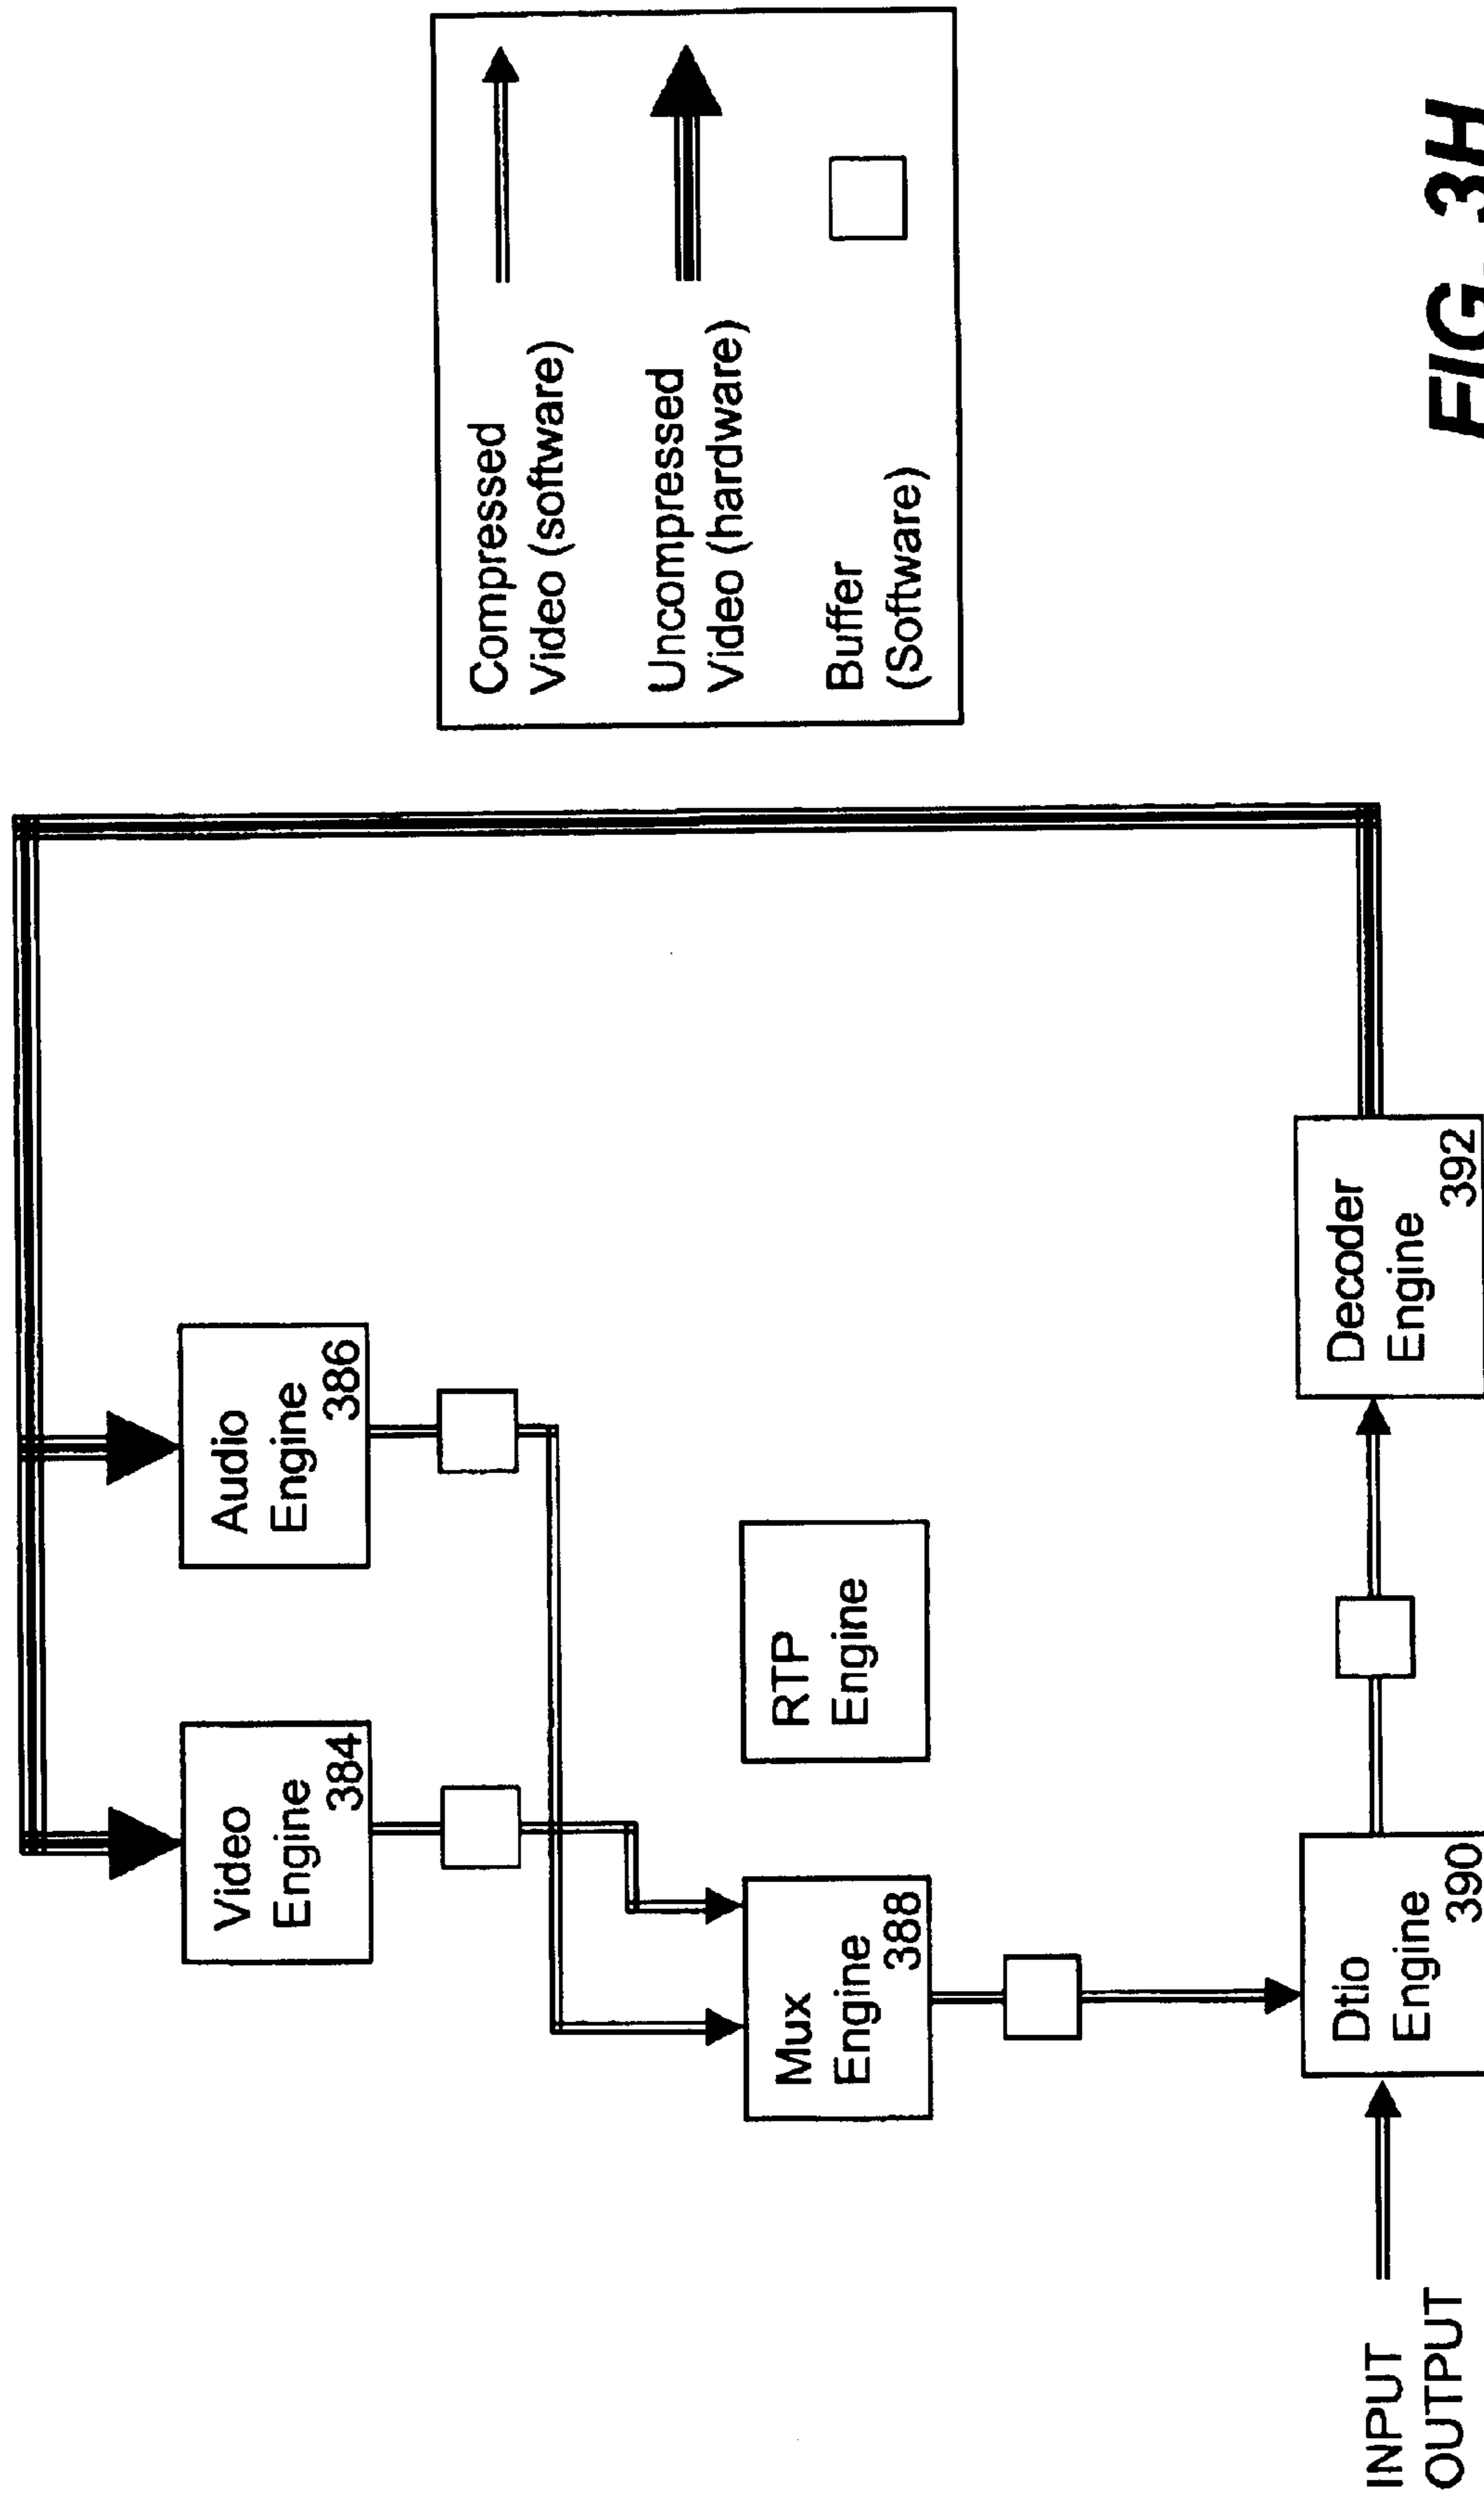 Video
Engine
384
Audio
Engine
386
Mux
Engine
388
RTP
Engine
INPUT
OUTPUT
Dtio
Engine
390
Decoder
Engine
392
Compressed
Video (software)
Uncompressed
Video (hardware)
Buffer
(Software)
FIG. 3H